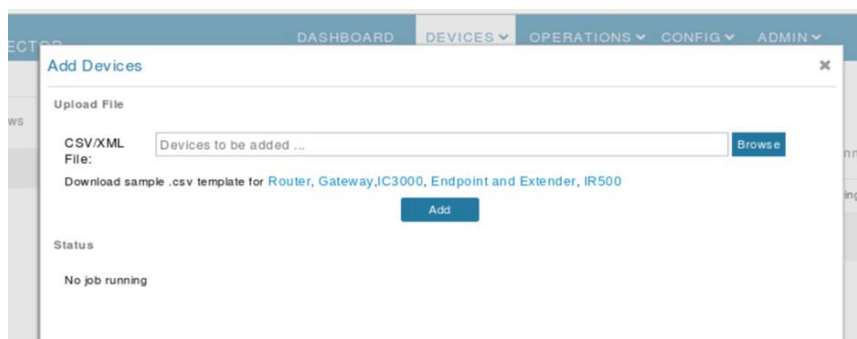 DASHBOARD DEVICES OPERATIONS CONFIG ADMIN
Add Devices
Upload File
CSV/XML
File:
Devices to be added ...
Browse
Download sample .csv template for Router, Gateway,IC3000, Endpoint and Extender, IR500
Add
Status
No job running